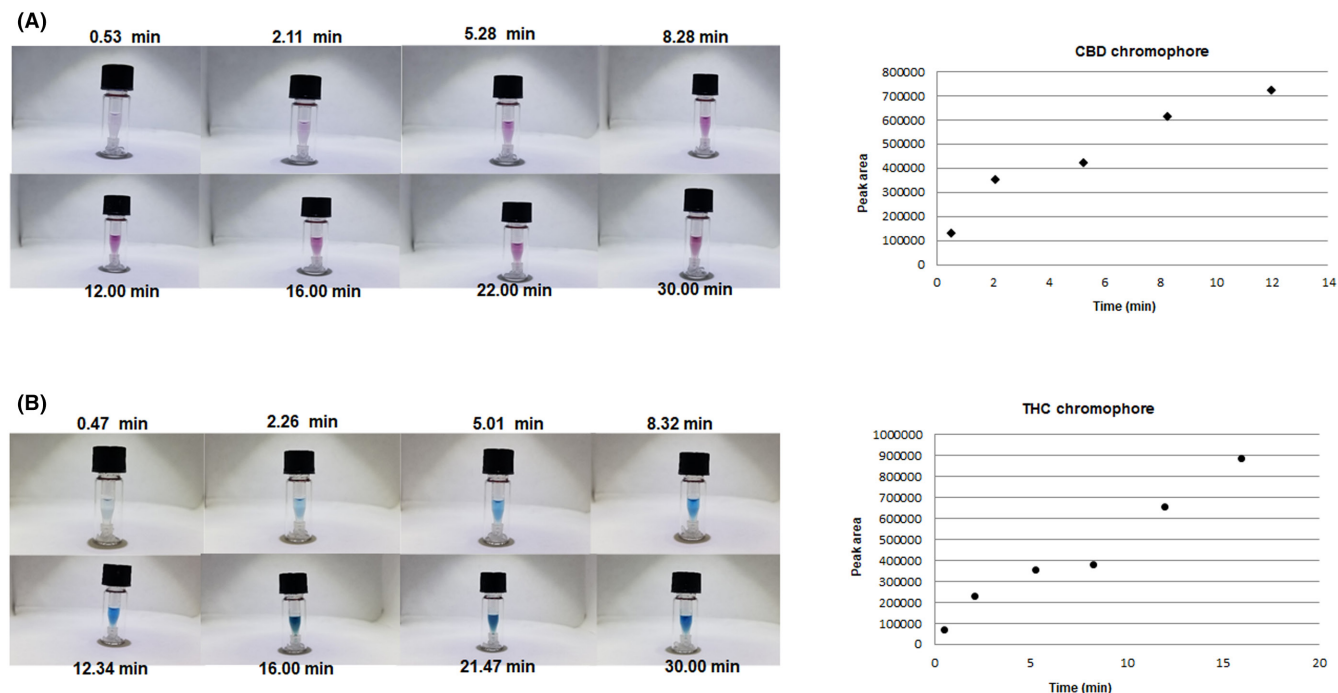 (A)
0.53 min
2.11 min
5.28 min
8.28 min
12.00 min
16.00 min
22.00 min
30.00 min
CBD chromophore
Peak area
800000
700000
600000
500000
400000
300000
200000
100000
0
0 2 4 6 8 10 12 14
Time (min)
(B)
0.47 min
2.26 min
5.01 min
8.32 min
12.34 min
16.00 min
21.47 min
30.00 min
THC chromophore
Peak area
1000000
900000
800000
700000
600000
500000
400000
300000
200000
100000
0
0 5 10 15 20
Time (min)